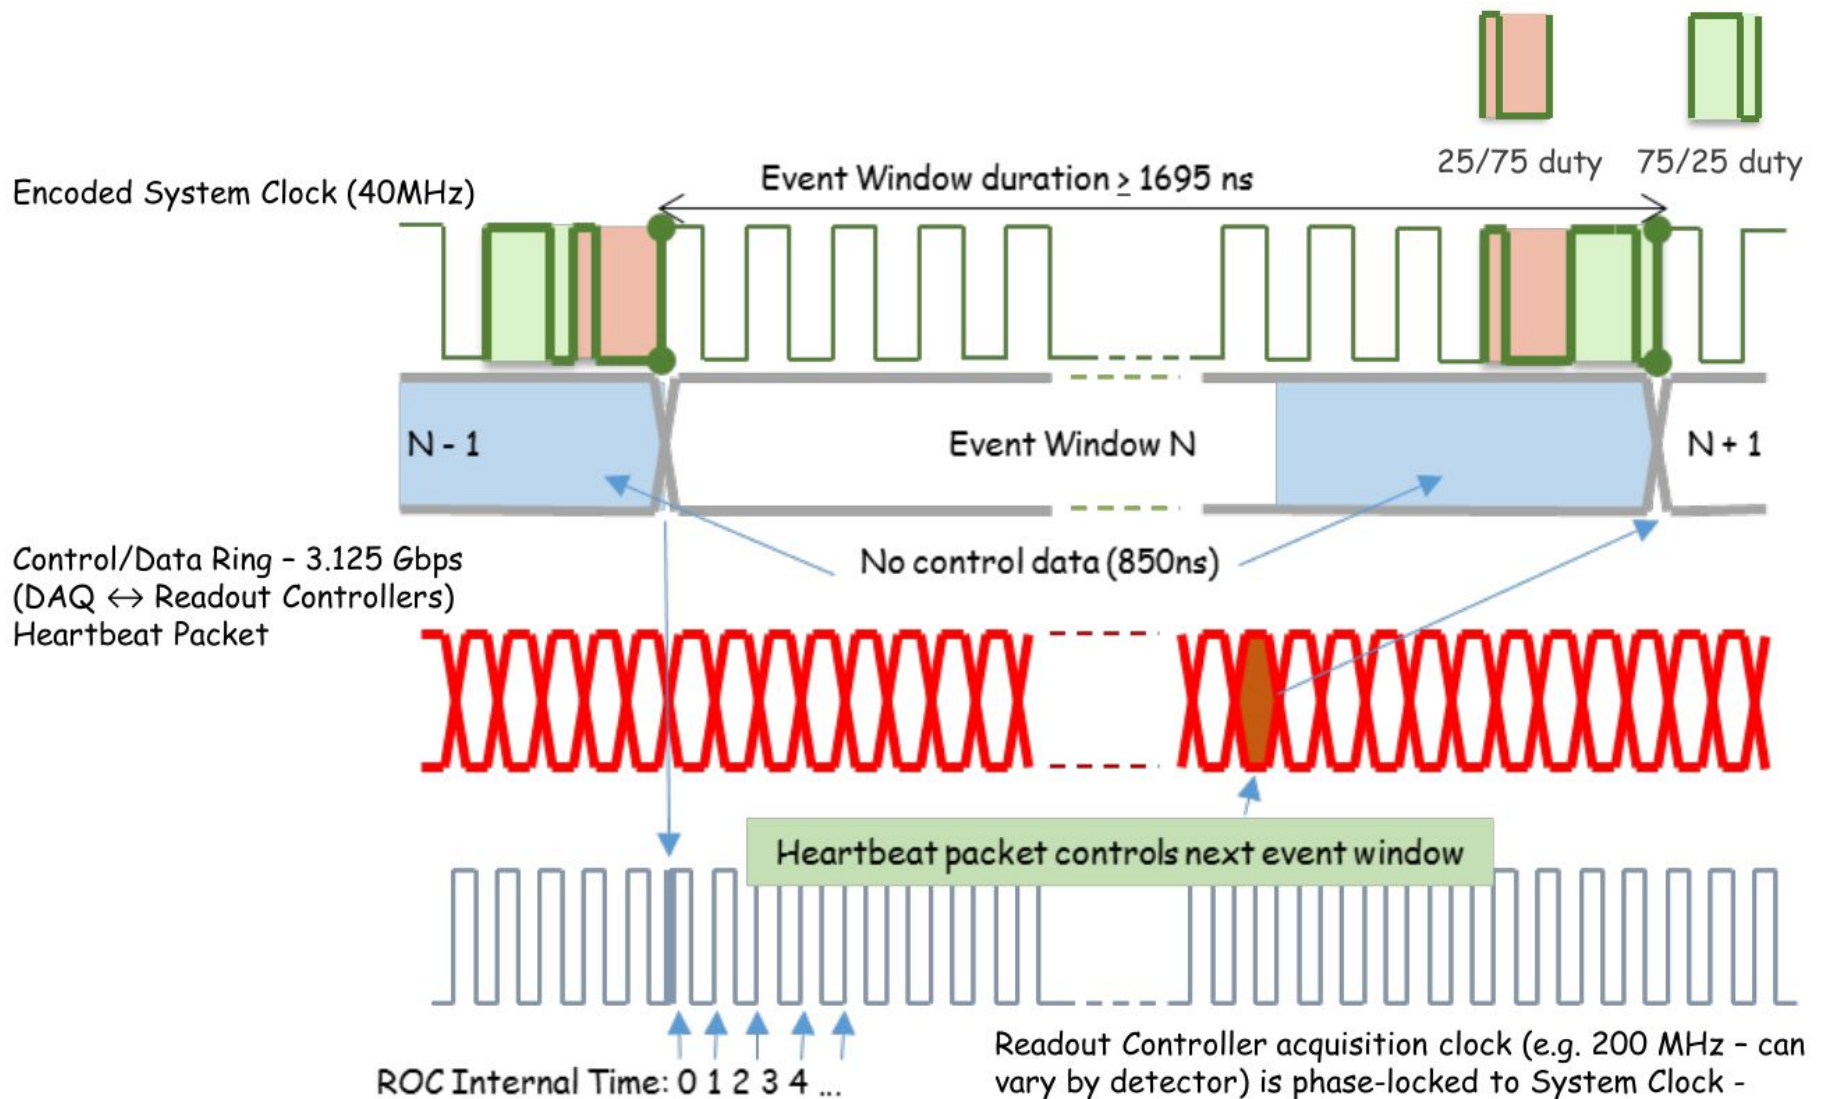 25/75 duty
75/25 duty
Event Window duration ≥ 1695 ns
Encoded System Clock (40MHz)
N - 1
Event Window N
N + 1
Control/Data Ring – 3.125 Gbps
(DAQ ↔ Readout Controllers)
Heartbeat Packet
No control data (850ns)
Heartbeat packet controls next event window
ROC Internal Time: 0 1 2 3 4 ...
Readout Controller acquisition clock (e.g. 200 MHz – can
vary by detector) is phase-locked to System Clock -